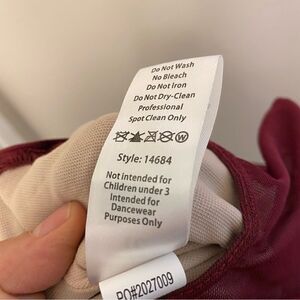 Do Not Wash
No Bleach
Do Not Iron
Do Not Dry-Clean
Professional
Spot Clean Only
Style: 14684
Not intended for
Children under 3
Intended for
Dancewear
Purposes Only
PO#2027009